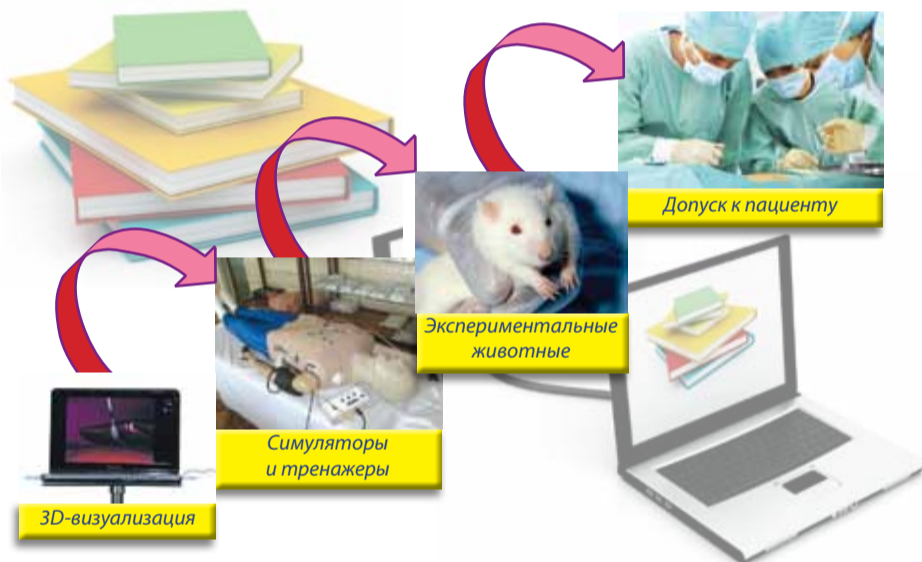 Допуск к пациенту
Экспериментальные
животные
Симуляторы
и тренажеры
3D-визуализация